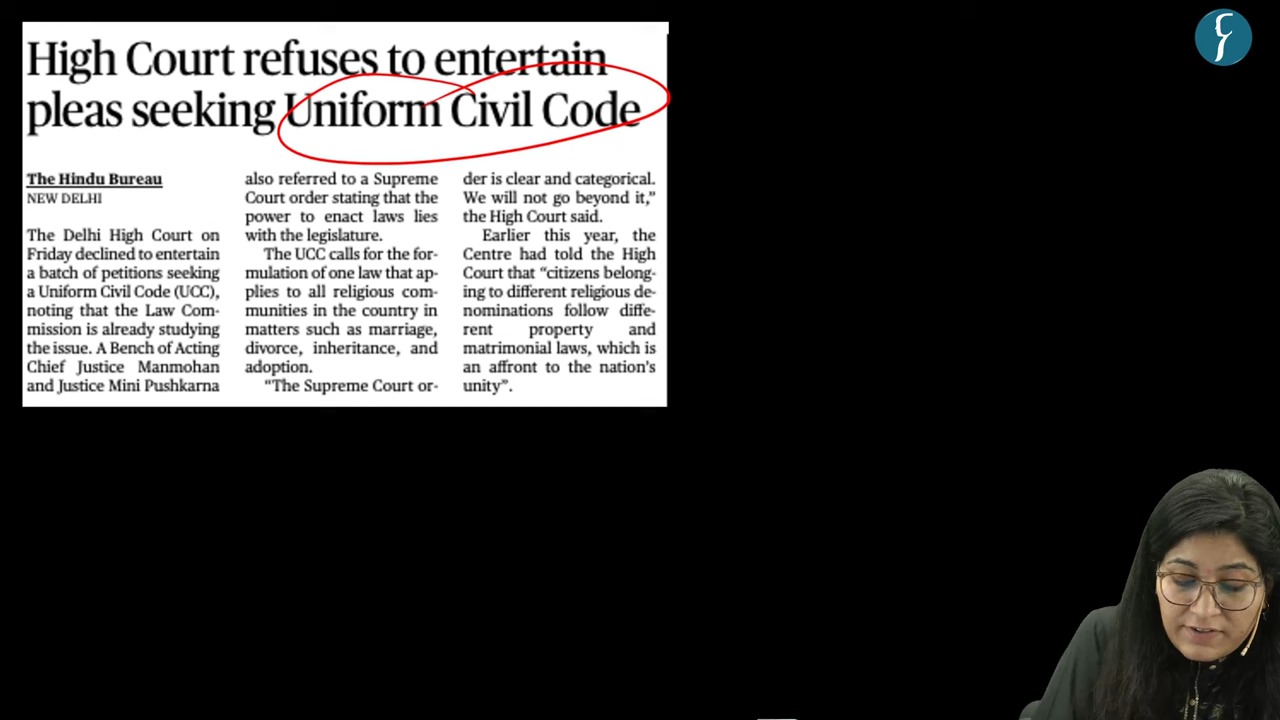 High Court refuses to entertain
pleas seeking Uniform Civil Code
The Hindu Bureau
NEW DELHI
The Delhi High Court on
Friday declined to entertain
a batch of petitions seeking
a Uniform Civil Code (UCC),
noting that the Law Com-
mission is already studying
the issue. A Bench of Acting
Chief Justice Manmohan
and Justice Mini Pushkarna
also referred to a Supreme
Court order stating that the
power to enact laws lies
with the legislature.
The UCC calls for the for-
mulation of one law that ap-
plies to all religious com-
munities in the country in
matters such as marriage,
divorce, inheritance, and
adoption.
“The Supreme Court or-
der is clear and categorical.
We will not go beyond it,”
the High Court said.
Earlier this year, the
Centre had told the High
Court that “citizens belong-
ing to different religious de-
nominations follow diffe-
rent property and
matrimonial laws, which is
an affront to the nation’s
unity”.